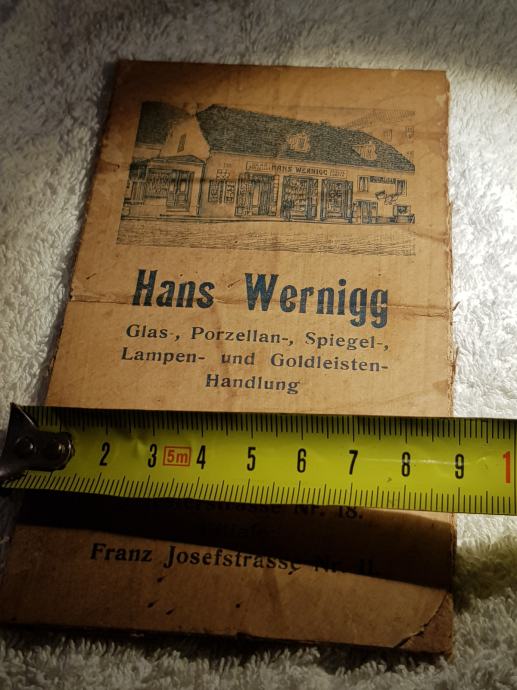 HANS WERNIGG
Hans Wernigg
Glas-, Porzellan-, Spiegel-,
Lampen- und Goldleisten-
Handlung
2 3 5m 4 5 6 7 8 9 1
Nr. 18.
Franz Josefstrasse Nr. 11